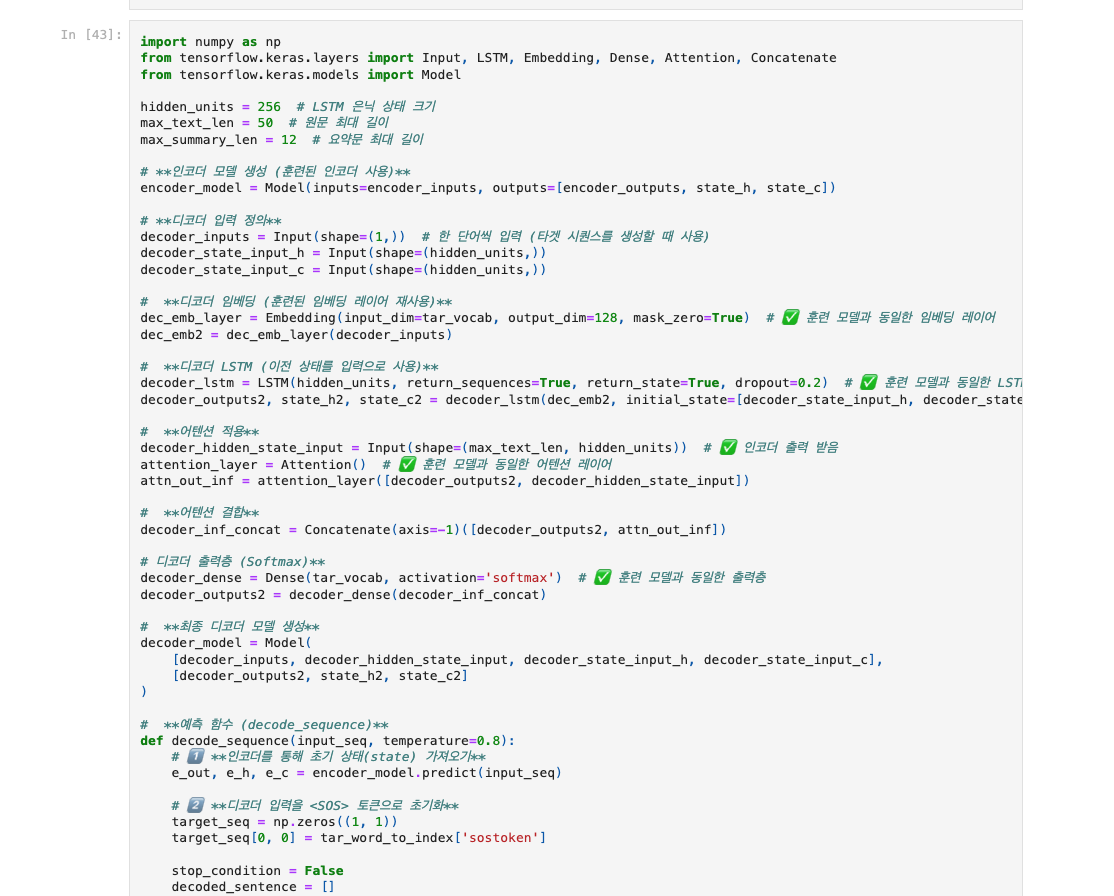 In [43]:
import numpy as np
from tensorflow.keras.layers import Input, LSTM, Embedding, Dense, Attention, Concatenate
from tensorflow.keras.models import Model
hidden_units = 256  # LSTM 은닉 상태 크기
max_text_len = 50  # 원문 최대 길이
max_summary_len = 12  # 요약문 최대 길이
# **인코더 모델 생성 (훈련된 인코더 사용)**
encoder_model = Model(inputs=encoder_inputs, outputs=[encoder_outputs, state_h, state_c])
# **디코더 입력 정의**
decoder_inputs = Input(shape=(1,))  # 한 단어씩 입력 (타겟 시퀀스를 생성할 때 사용)
decoder_state_input_h = Input(shape=(hidden_units,))
decoder_state_input_c = Input(shape=(hidden_units,))
#  **디코더 임베딩 (훈련된 임베딩 레이어 재사용)**
dec_emb_layer = Embedding(input_dim=tar_vocab, output_dim=128, mask_zero=True)  # ✅ 훈련 모델과 동일한 임베딩 레이어
dec_emb2 = dec_emb_layer(decoder_inputs)
#  **디코더 LSTM (이전 상태를 입력으로 사용)**
decoder_lstm = LSTM(hidden_units, return_sequences=True, return_state=True, dropout=0.2)  # ✅ 훈련 모델과 동일한 LSTM
decoder_outputs2, state_h2, state_c2 = decoder_lstm(dec_emb2, initial_state=[decoder_state_input_h, decoder_state
#  **어텐션 적용**
decoder_hidden_state_input = Input(shape=(max_text_len, hidden_units))  # ✅ 인코더 출력 받음
attention_layer = Attention()  # ✅ 훈련 모델과 동일한 어텐션 레이어
attn_out_inf = attention_layer([decoder_outputs2, decoder_hidden_state_input])
#  **어텐션 결합**
decoder_inf_concat = Concatenate(axis=-1)([decoder_outputs2, attn_out_inf])
# 디코더 출력층 (Softmax)**
decoder_dense = Dense(tar_vocab, activation='softmax')  # ✅ 훈련 모델과 동일한 출력층
decoder_outputs2 = decoder_dense(decoder_inf_concat)
#  **최종 디코더 모델 생성**
decoder_model = Model(
    [decoder_inputs, decoder_hidden_state_input, decoder_state_input_h, decoder_state_input_c],
    [decoder_outputs2, state_h2, state_c2]
)
#  **예측 함수 (decode_sequence)**
def decode_sequence(input_seq, temperature=0.8):
    # 1️⃣ **인코더를 통해 초기 상태(state) 가져오기**
    e_out, e_h, e_c = encoder_model.predict(input_seq)
    # 2️⃣ **디코더 입력을 <SOS> 토큰으로 초기화**
    target_seq = np.zeros((1, 1))
    target_seq[0, 0] = tar_word_to_index['sostoken']
    stop_condition = False
    decoded_sentence = []